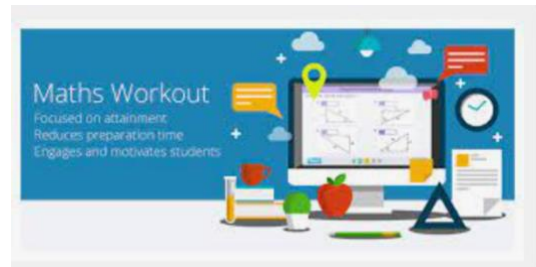 Maths Workout
Focused on attainment
Reduces preparation time
Engages and motivates students